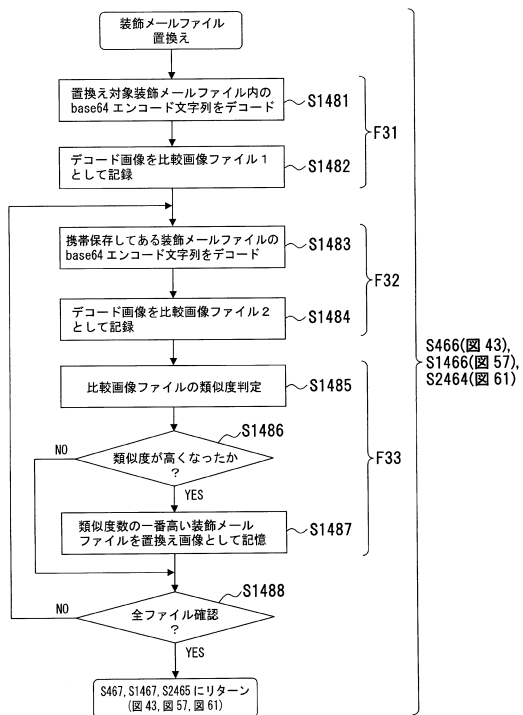 装飾メールファイル
置換え
置換え対象装飾メールファイル内の
base64 エンコード文字列をデコード
S1481
デコード画像を比較画像ファイル1
として記録
S1482
F31
携帯保存してある装飾メールファイルの
base64 エンコード文字列をデコード
S1483
デコード画像を比較画像ファイル2
として記録
S1484
F32
S466(図 43),
S1466(図 57),
S2464(図 61)
比較画像ファイルの類似度判定
S1485
S1486
NO
類似度が高くなったか
?
YES
F33
類似度数の一番高い装飾メール
ファイルを置換え画像として記憶
S1487
S1488
NO
全ファイル確認
?
YES
S467, S1467, S2465 にリターン
(図 43, 図 57, 図 61)